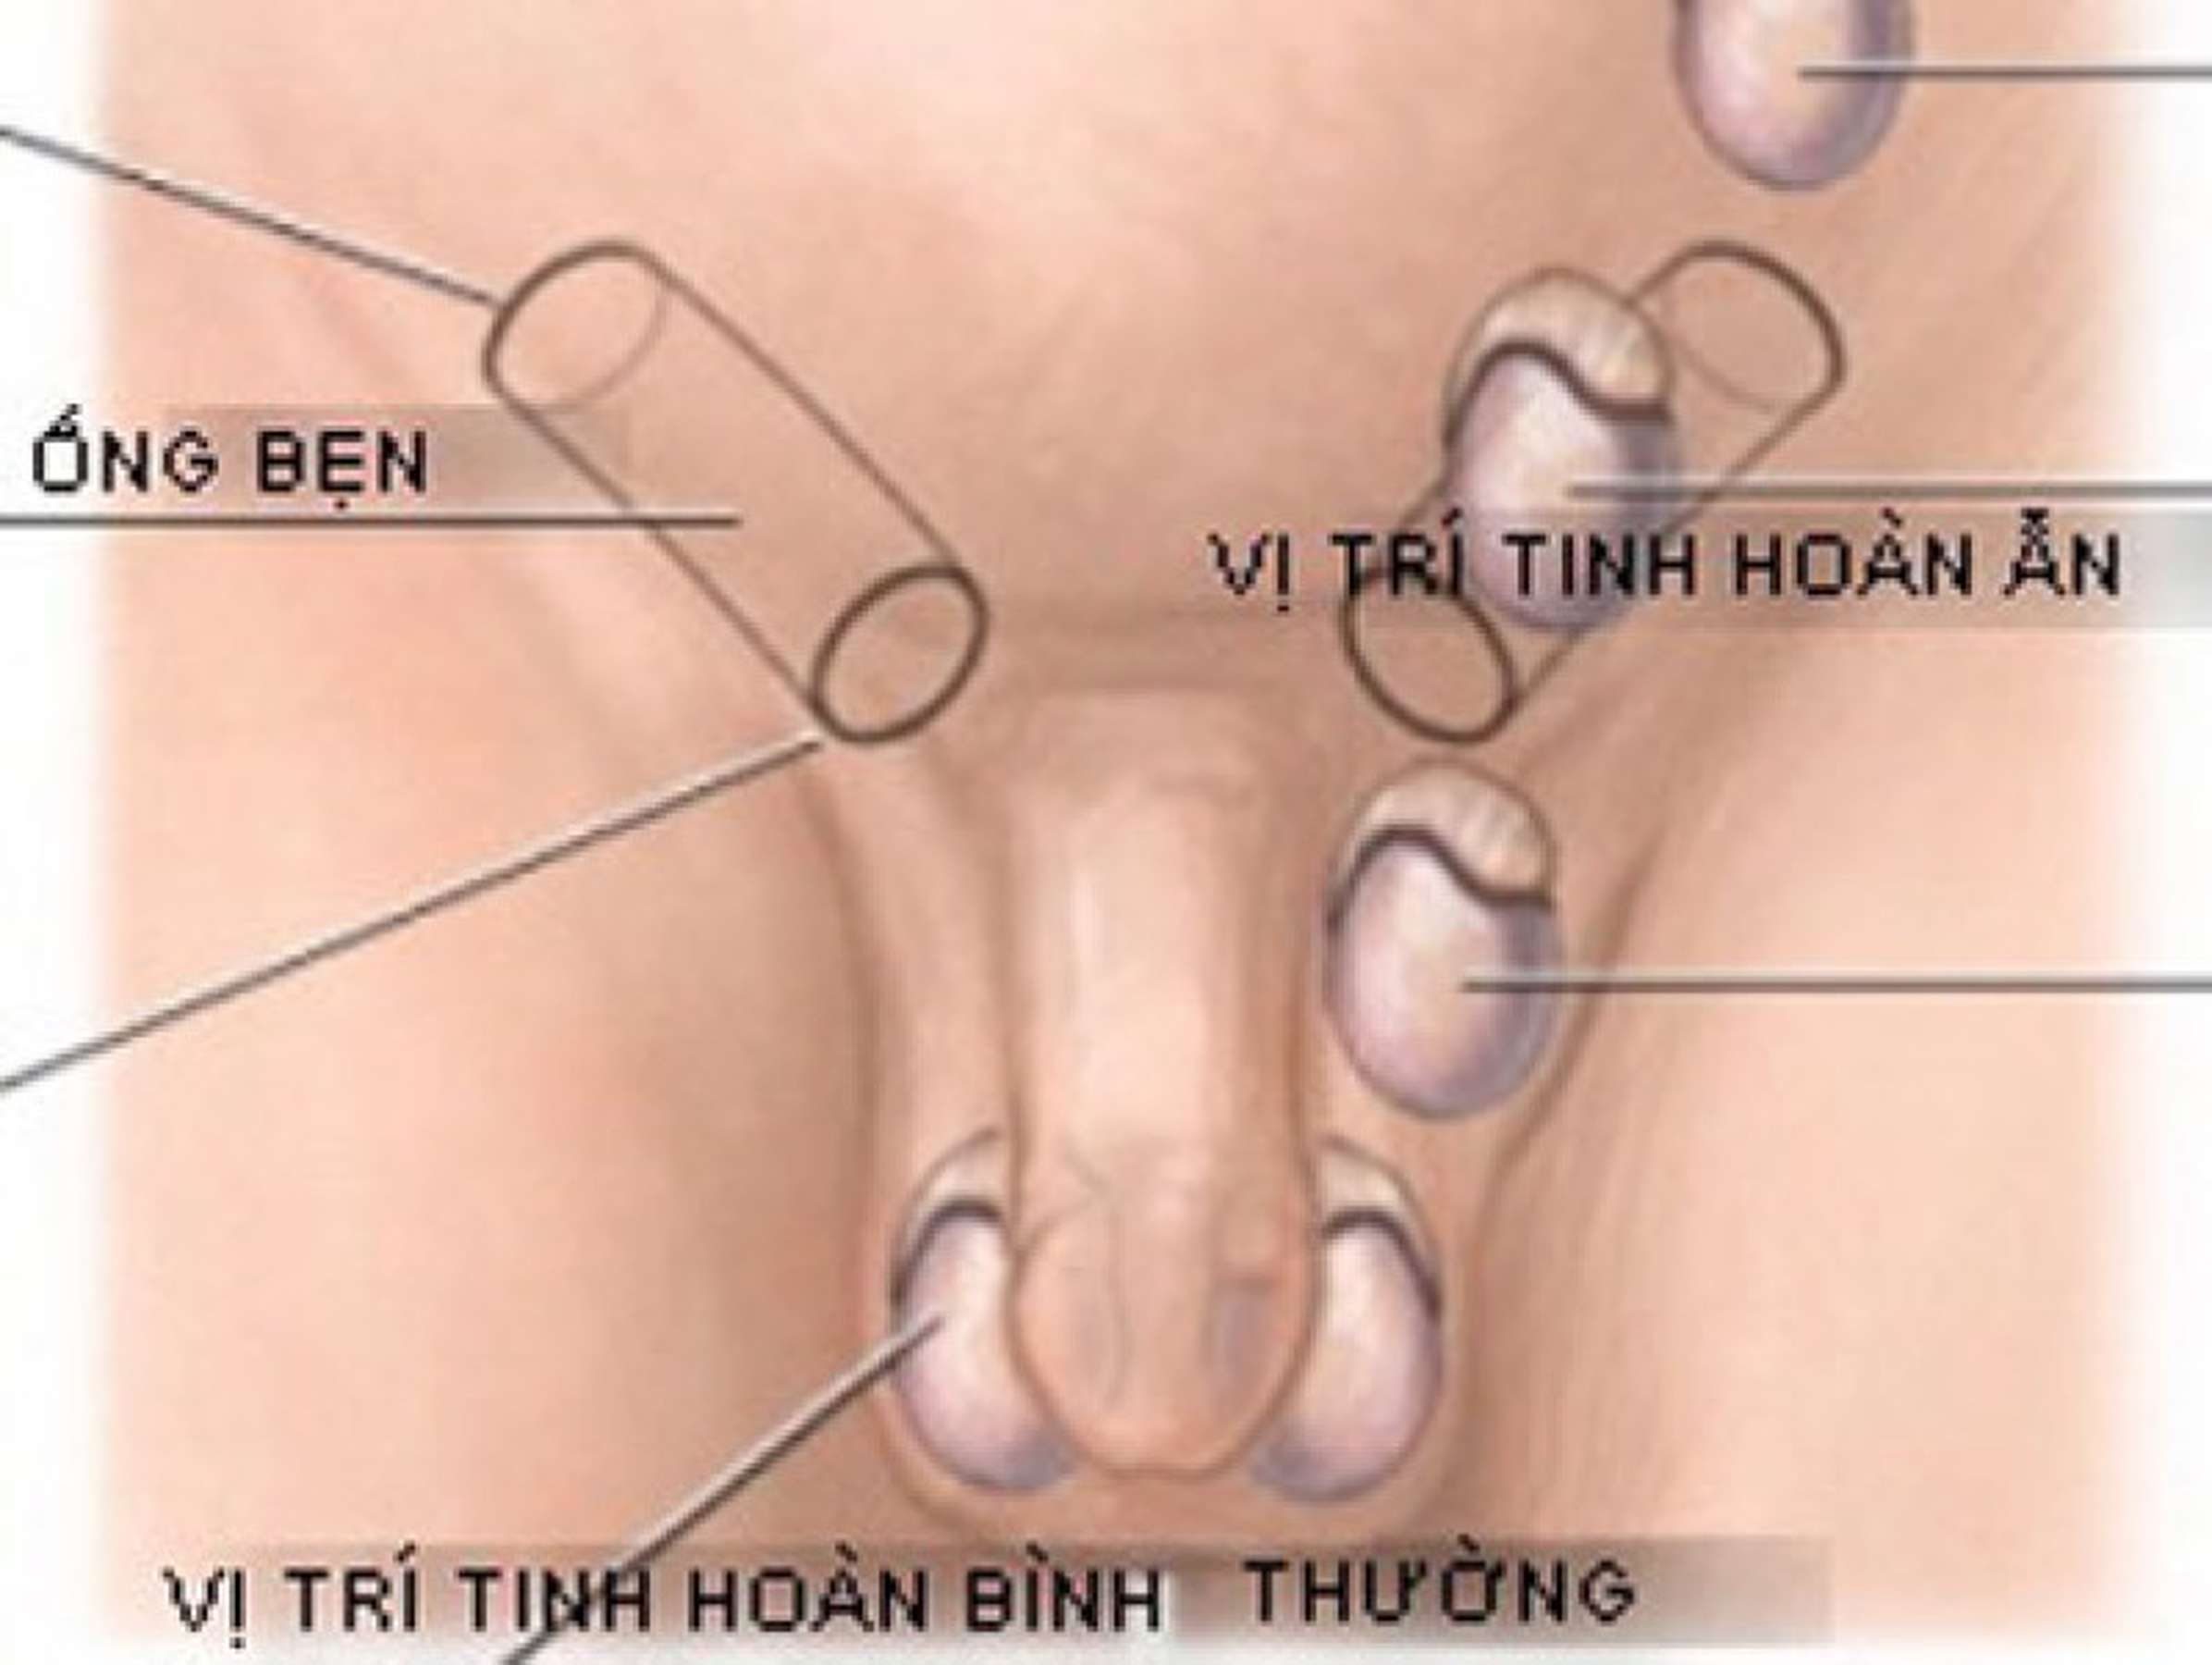 ỐNG BẸN
VỊ TRÍ TINH HOÀN ẨN
VỊ TRÍ TINH HOÀN BÌNH THƯỜNG